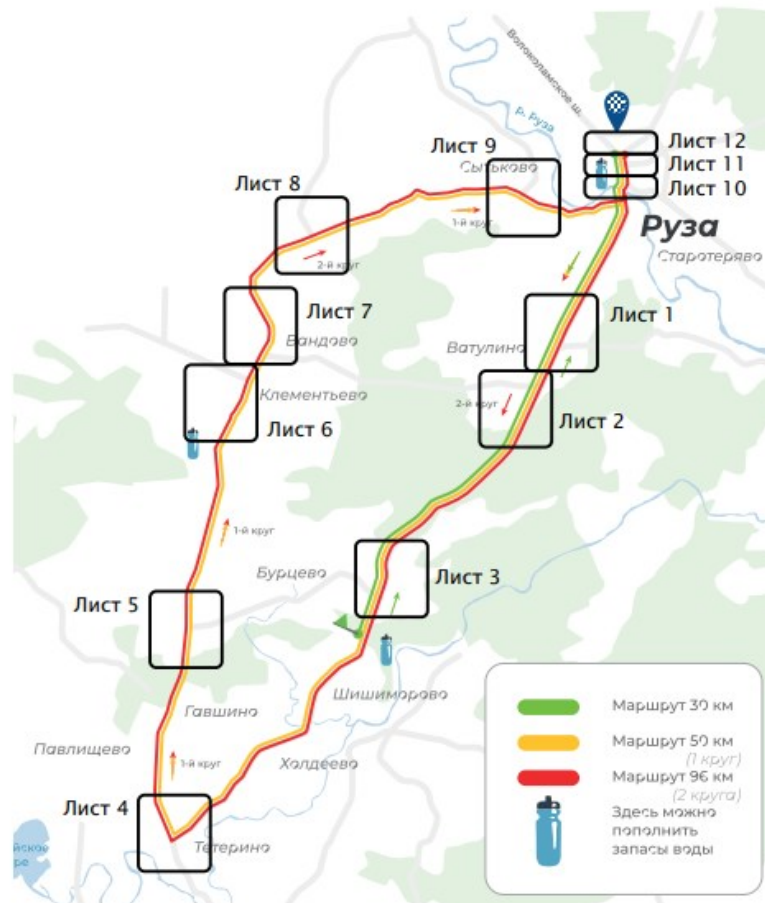 Волоколамское ш.
р. Руза
Лист 12
Лист 11
Лист 10
Лист 9
Сытьково
Руза
Старотеряво
Лист 8
1-й круг
2-й круг
Лист 7
Вандово
Лист 1
Ватулино
Клементьево
Лист 6
2-й круг
Лист 2
1-й круг
Бурцево
Лист 3
Лист 5
Шишиморово
Гавшино
Павлищево
1-й круг
Холдеево
Лист 4
Тетерино
Маршрут 30 км
Маршрут 50 км
(1 круг)
Маршрут 96 км
(2 круга)
Здесь можно
пополнить
запасы воды